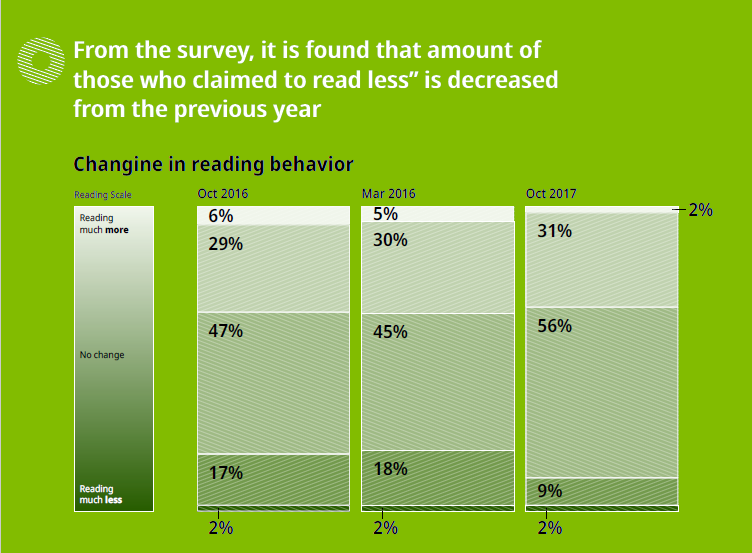 From the survey, it is found that amount of
those who claimed to read less” is decreased
from the previous year
Changine in reading behavior
Reading Scale
Oct 2016
Mar 2016
Oct 2017
Reading
much more
No change
Reading
much less
6%
29%
47%
17%
2%
5%
30%
45%
18%
2%
2%
31%
56%
9%
2%